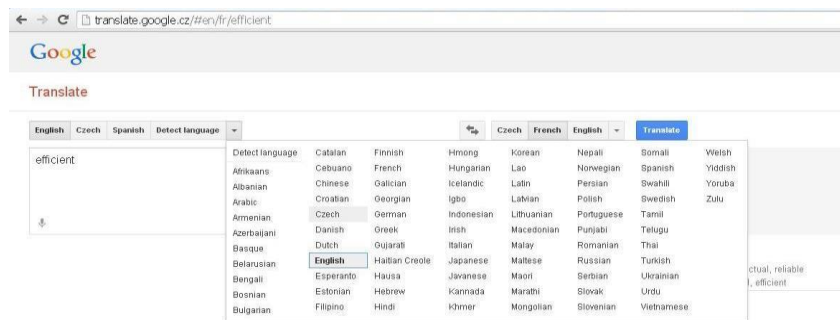 translate.google.cz/#en/fr/efficient
Google
Translate
English Czech Spanish Detect language
Czech French English Translate
efficient
Detect language Catalan Finnish Hmong Korean Nepali Somali Welsh
Afrikaans Cebuano French Hungarian Lao Norwegian Spanish Yiddish
Albanian Chinese Galician Icelandic Latin Persian Swahili Yoruba
Arabic Croatian Georgian Igbo Latvian Polish Swedish Zulu
Armenian Czech German Indonesian Lithuanian Portuguese Tamil
Azerbaijani Danish Greek Irish Macedonian Punjabi Telugu
Basque Dutch Gujarati Italian Malay Romanian Thai
Belarusian English Haitian Creole Japanese Maltese Russian Turkish
Bengali Esperanto Hausa Javanese Maori Serbian Ukrainian
Bosnian Estonian Hebrew Kannada Marathi Slovak Urdu
Bulgarian Filipino Hindi Khmer Mongolian Slovenian Vietnamese
ctual, reliable
l, efficient